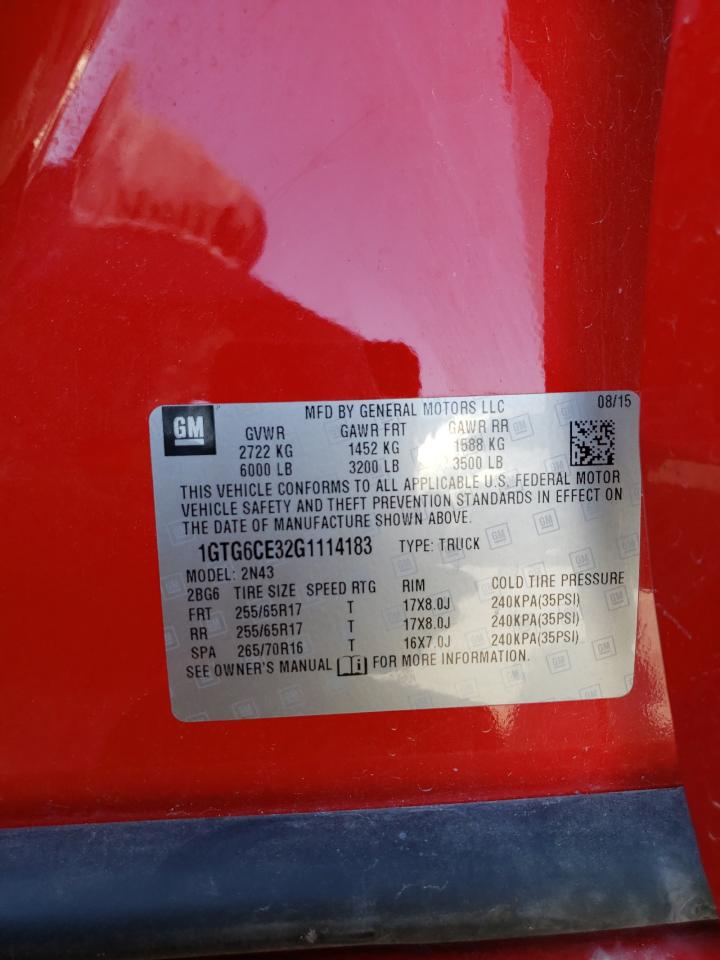 GM
MFD BY GENERAL MOTORS LLC 08/15
GVWR GAWR FRT GAWR RR
2722 KG 1452 KG 1588 KG
6000 LB 3200 LB 3500 LB
THIS VEHICLE CONFORMS TO ALL APPLICABLE U.S. FEDERAL MOTOR
VEHICLE SAFETY AND THEFT PREVENTION STANDARDS IN EFFECT ON
THE DATE OF MANUFACTURE SHOWN ABOVE.
1GTG6CE32G1114183 TYPE: TRUCK
MODEL: 2N43
2BG6 TIRE SIZE SPEED RTG RIM COLD TIRE PRESSURE
FRT 255/65R17 T 17X8.0J 240KPA(35PSI)
RR 255/65R17 T 17X8.0J 240KPA(35PSI)
SPA 265/70R16 T 16X7.0J 240KPA(35PSI)
SEE OWNER'S MANUAL FOR MORE INFORMATION.